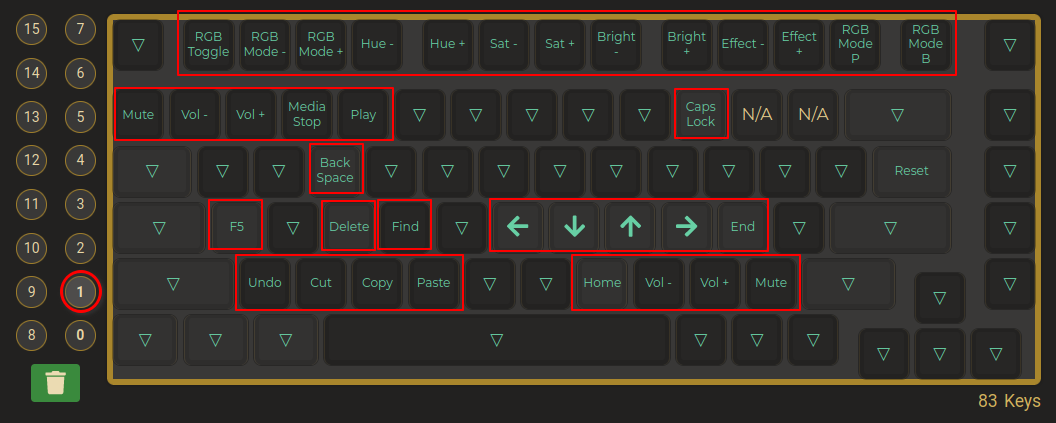 15 7
▽ RGB Toggle RGB Mode - RGB Mode + Hue - Hue + Sat - Sat + Bright - Bright + Effect - Effect + RGB Mode P RGB Mode B ▽
14 6
13 5
Mute Vol - Vol + Media Stop Play ▽ ▽ ▽ ▽ ▽ Caps Lock N/A N/A ▽ ▽
12 4
▽ ▽ ▽ Back Space ▽ ▽ ▽ ▽ ▽ ▽ ▽ ▽ ▽ Reset ▽
11 3
▽ F5 ▽ Delete Find ▽ ← ↓ ↑ → End ▽ ▽ ▽
10 2
9 1
▽ Undo Cut Copy Paste ▽ ▽ Home Vol - Vol + Mute ▽ ▽ ▽
8 0
▽ ▽ ▽ ▽ ▽ ▽ ▽ ▽ ▽ ▽
83 Keys